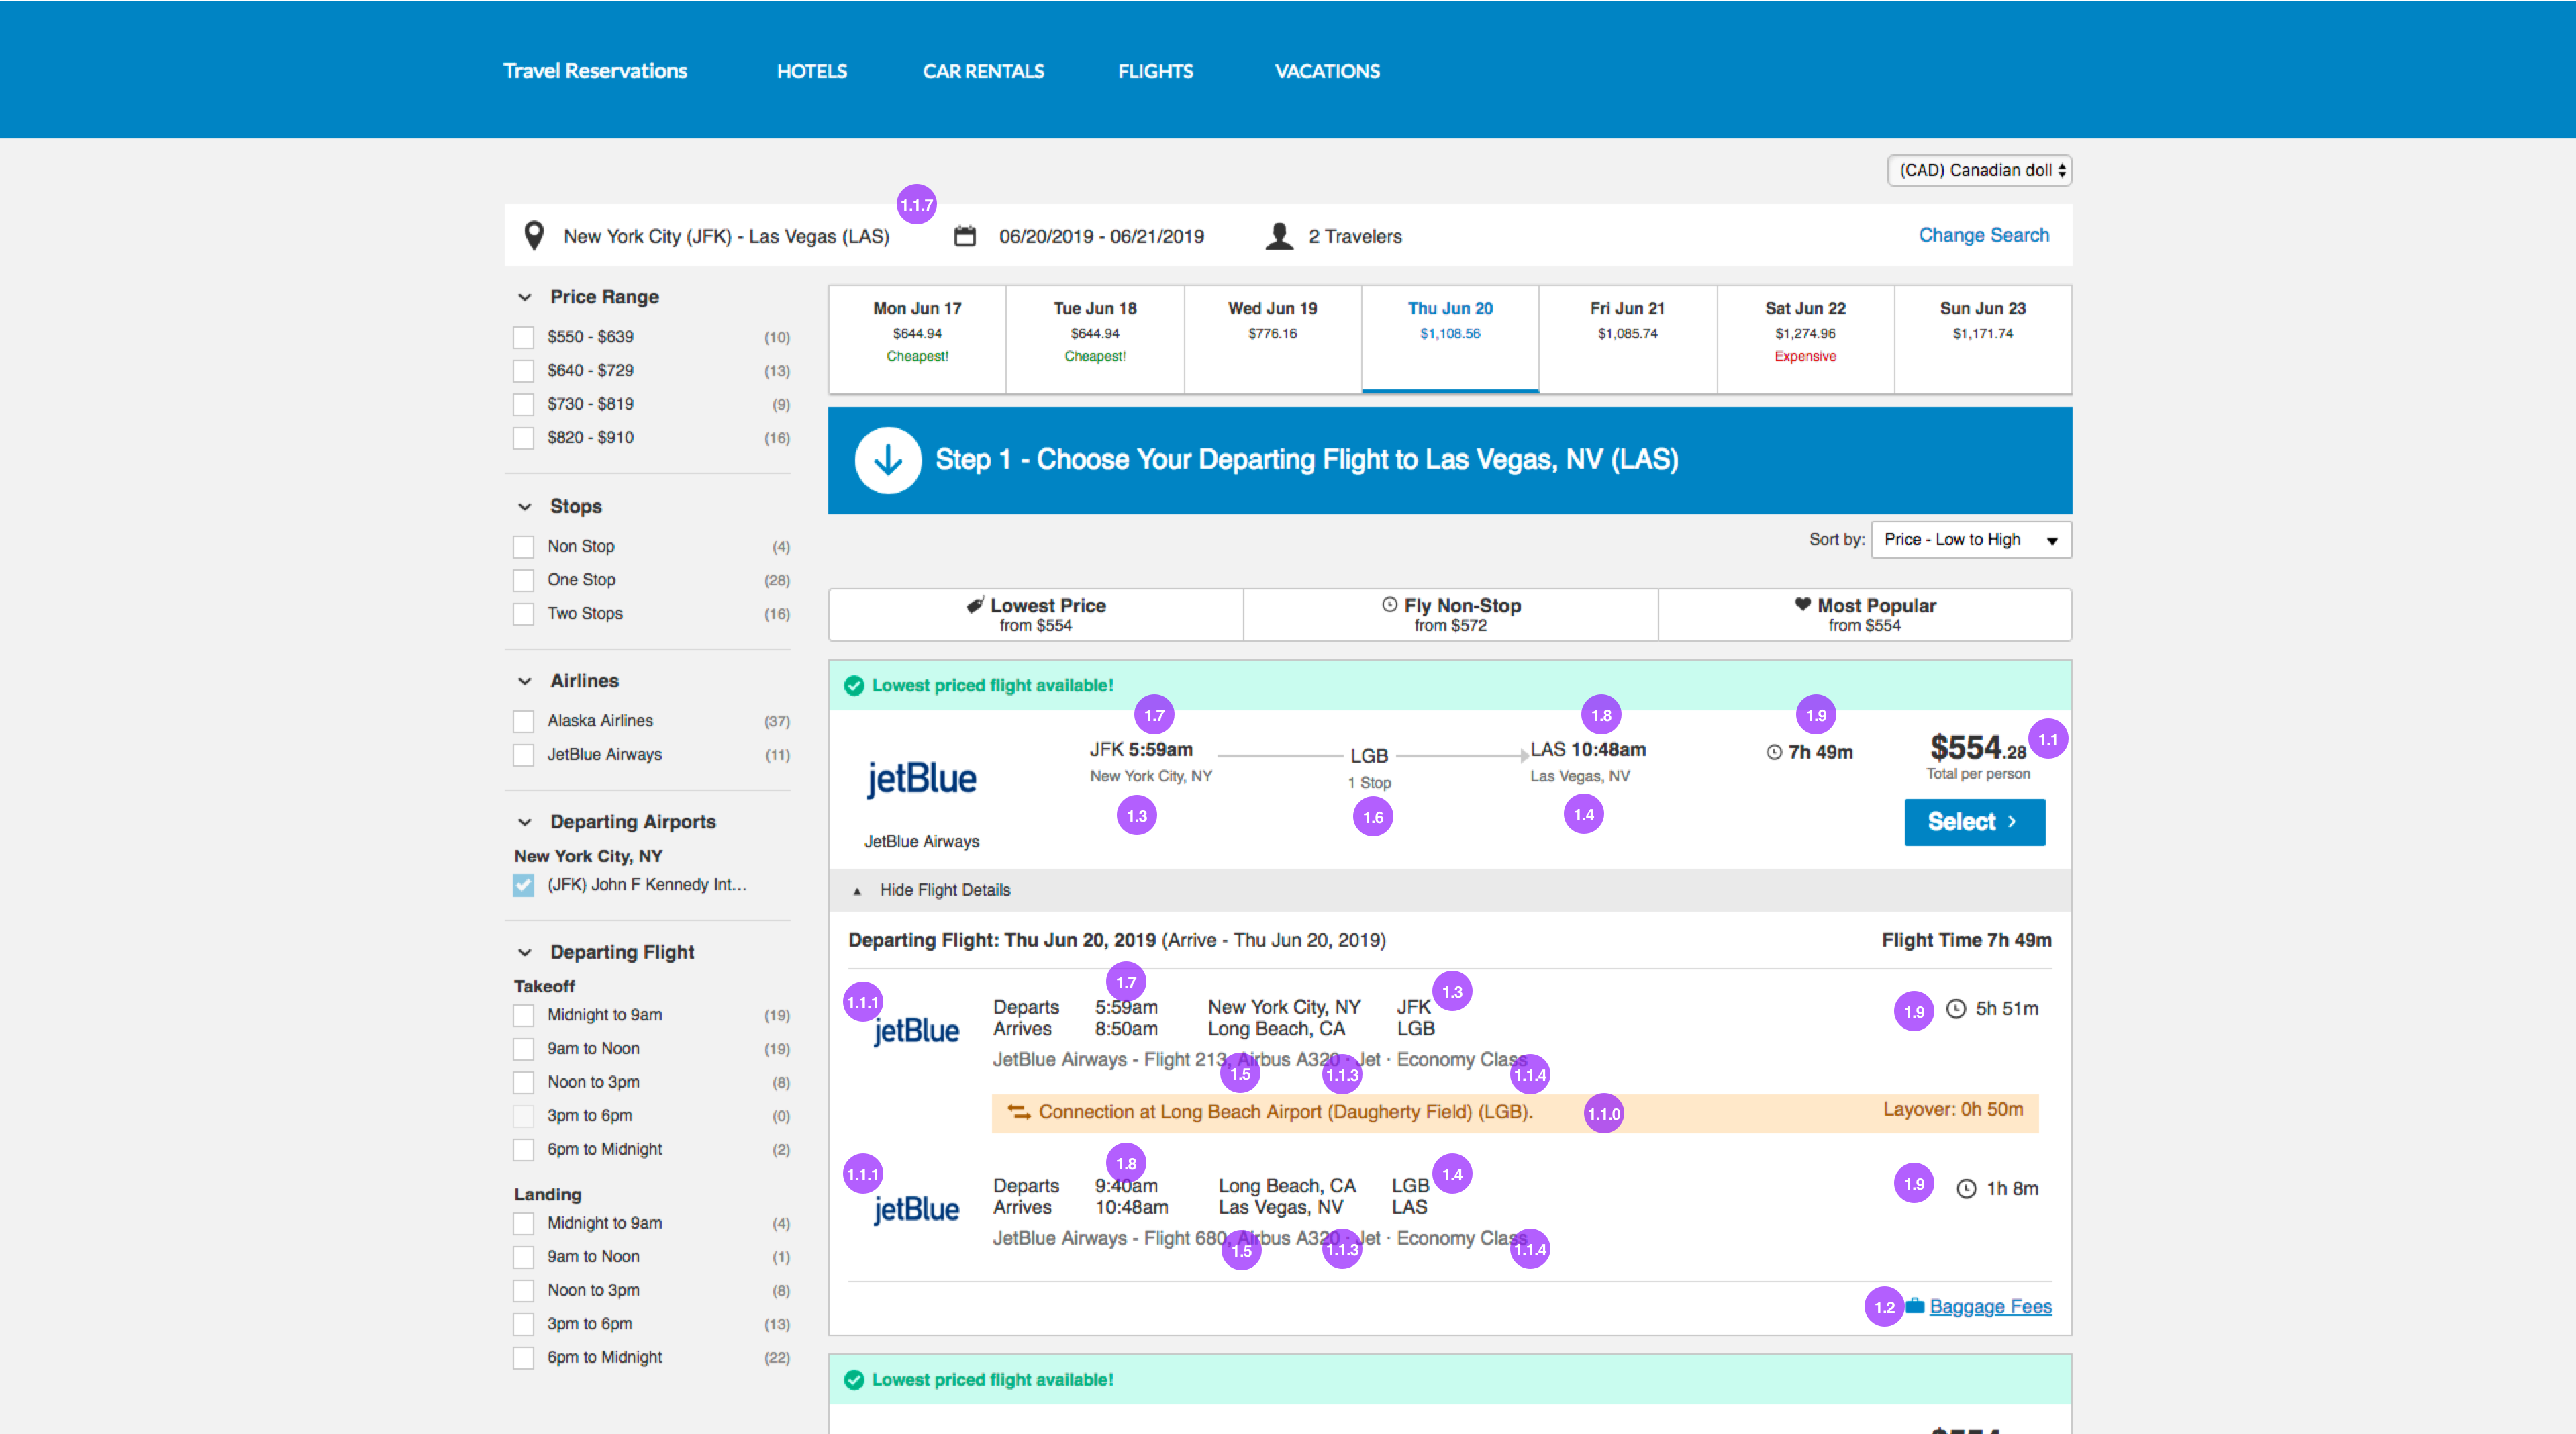 Travel Reservations HOTELS CAR RENTALS FLIGHTS VACATIONS
(CAD) Canadian doll
1.1.7
New York City (JFK) - Las Vegas (LAS) 06/20/2019 - 06/21/2019 2 Travelers Change Search
Price Range
$550 - $639 (10)
$640 - $729 (13)
$730 - $819 (9)
$820 - $910 (16)
Stops
Non Stop (4)
One Stop (28)
Two Stops (16)
Airlines
Alaska Airlines (37)
JetBlue Airways (11)
Departing Airports
New York City, NY
(JFK) John F Kennedy Int...
Departing Flight
Takeoff
Midnight to 9am (19)
9am to Noon (19)
Noon to 3pm (8)
3pm to 6pm (0)
6pm to Midnight (2)
Landing
Midnight to 9am (4)
9am to Noon (1)
Noon to 3pm (8)
3pm to 6pm (13)
6pm to Midnight (22)
Mon Jun 17 Tue Jun 18 Wed Jun 19 Thu Jun 20 Fri Jun 21 Sat Jun 22 Sun Jun 23
$644.94 $644.94 $776.16 $1,108.56 $1,085.74 $1,274.96 $1,171.74
Cheapest! Cheapest! Expensive
Step 1 - Choose Your Departing Flight to Las Vegas, NV (LAS)
Sort by: Price - Low to High
Lowest Price Fly Non-Stop Most Popular
from $554 from $572 from $554
Lowest priced flight available!
1.7 1.8 1.9
1.1
JFK 5:59am LGB LAS 10:48am 7h 49m $554.28
New York City, NY 1 Stop Las Vegas, NV Total per person
jetBlue
1.3 1.6 1.4
Select
JetBlue Airways
Hide Flight Details
Departing Flight: Thu Jun 20, 2019 (Arrive - Thu Jun 20, 2019) Flight Time 7h 49m
1.7 1.3
1.1.1
Departs 5:59am New York City, NY JFK 1.9 5h 51m
jetBlue Arrives 8:50am Long Beach, CA LGB
JetBlue Airways - Flight 213, Airbus A320 · Jet · Economy Class
1.5 1.1.3 1.1.4
Connection at Long Beach Airport (Daugherty Field) (LGB). 1.1.0 Layover: 0h 50m
1.8 1.4
1.1.1
Departs 9:40am Long Beach, CA LGB 1.9 1h 8m
jetBlue Arrives 10:48am Las Vegas, NV LAS
JetBlue Airways - Flight 680, Airbus A320 · Jet · Economy Class
1.5 1.1.3 1.1.4
1.2 Baggage Fees
Lowest priced flight available!